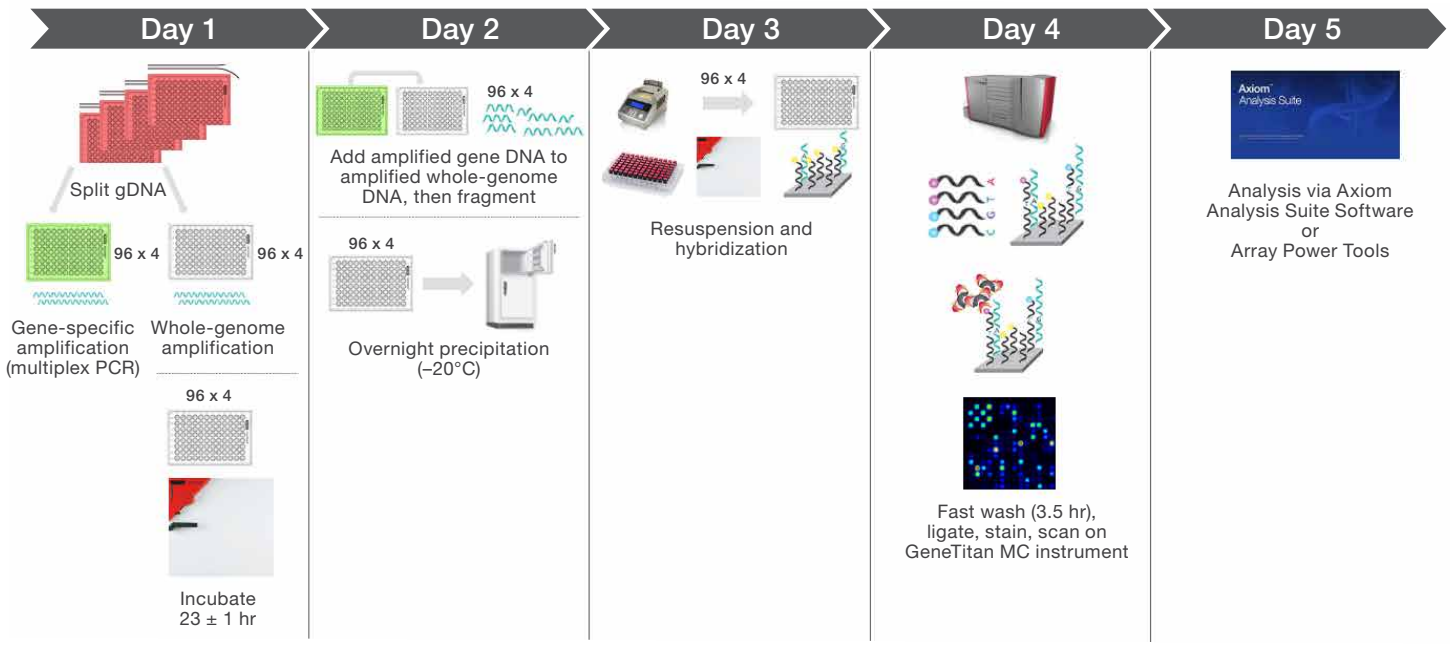 Day 1
Day 2
Day 3
Day 4
Day 5
Split gDNA
96 x 4
96 x 4
Gene-specific
amplification
(multiplex PCR)
Whole-genome
amplification
96 x 4
Incubate
23 ± 1 hr
96 x 4
Add amplified gene DNA to
amplified whole-genome
DNA, then fragment
96 x 4
Overnight precipitation
(–20°C)
96 x 4
Resuspension and
hybridization
A
T
G
C
Fast wash (3.5 hr),
ligate, stain, scan on
GeneTitan MC instrument
Axiom™
Analysis Suite
Analysis via Axiom
Analysis Suite Software
or
Array Power Tools